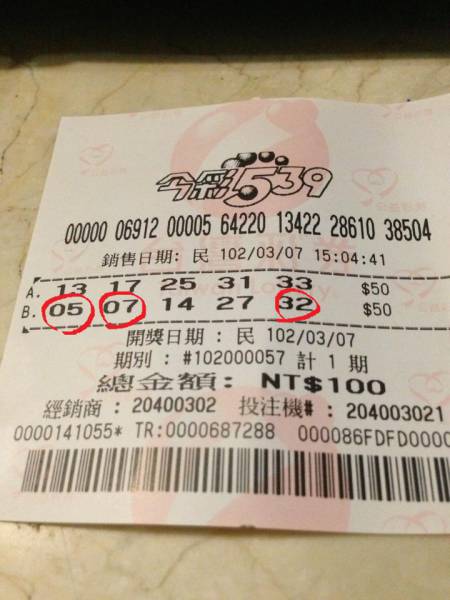 今彩539
00000 06912 00005 64220 13422 28610 38504
銷售日期: 民 102/03/07 15:04:41
A. 13 17 25 31 33 $50
B. 05 07 14 27 32 $50
開獎日期 : 民 102/03/07
期別 : #102000057 計 1 期
總金額: NT$100
經銷商 : 20400302 投注機# : 204003021
0000141055* TR:0000687288 000086FDFD0000